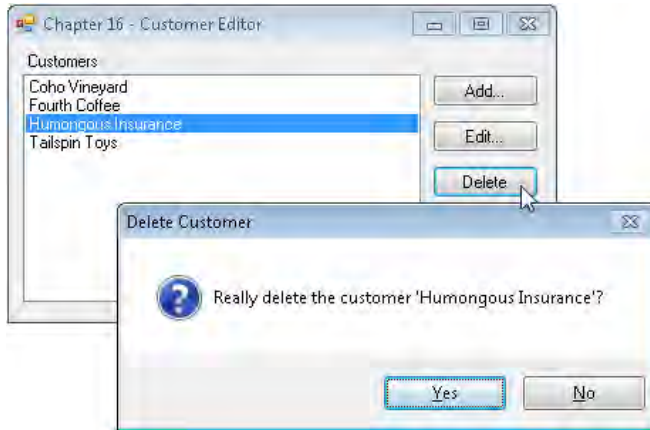 Chapter 16 - Customer Editor
Customers
Coho Vineyard
Fourth Coffee
Humongous Insurance
Tailspin Toys
Add...
Edit...
Delete
Delete Customer
Really delete the customer 'Humongous Insurance'?
Yes
No